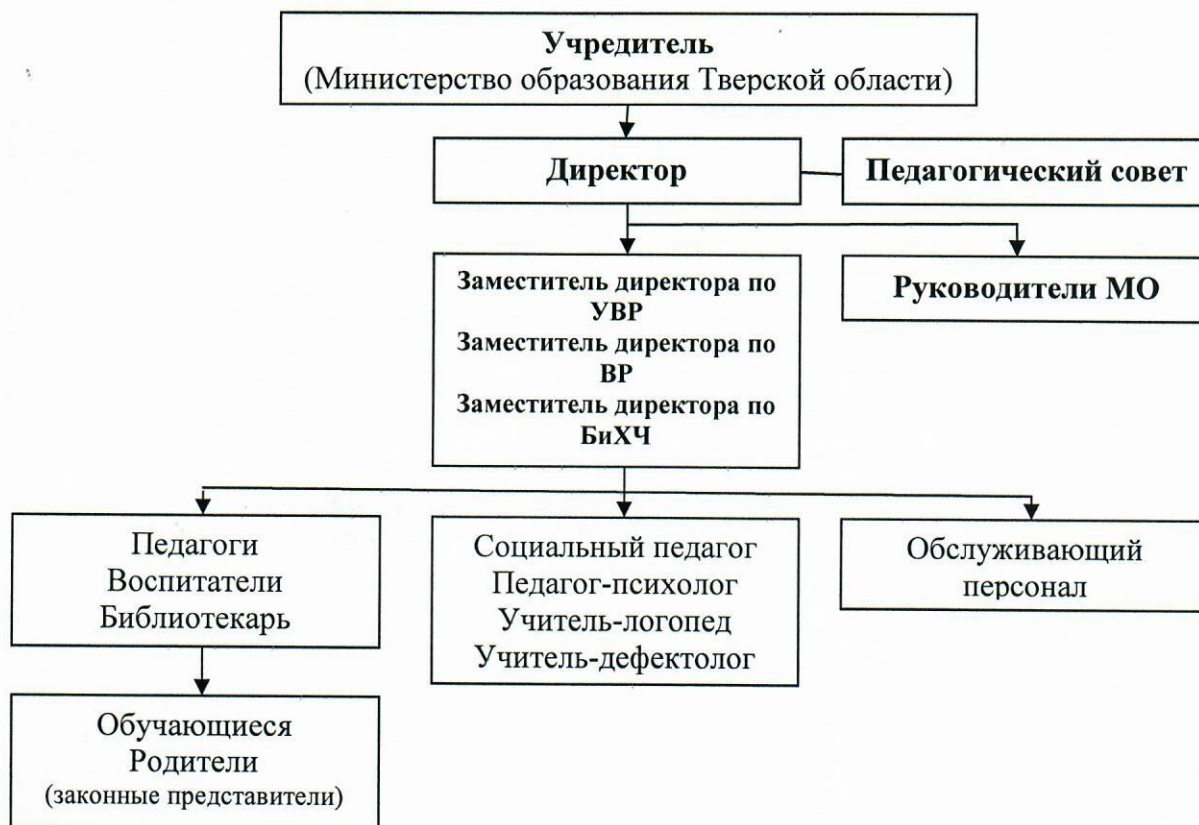 Учредитель
(Министерство образования Тверской области)
Директор
Педагогический совет
Заместитель директора по
УВР
Заместитель директора по
ВР
Заместитель директора по
БиХЧ
Руководители МО
Педагоги
Воспитатели
Библиотекарь
Социальный педагог
Педагог-психолог
Учитель-логопед
Учитель-дефектолог
Обслуживающий
персонал
Обучающиеся
Родители
(законные представители)